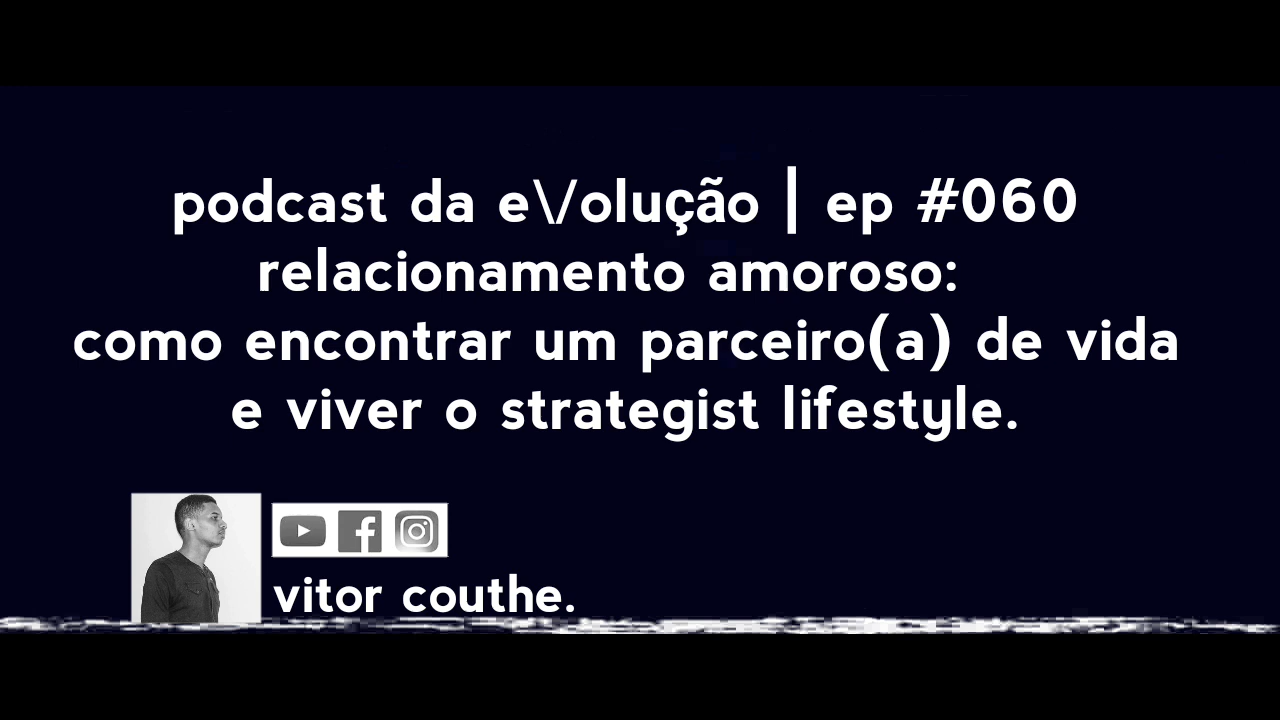 podcast da e\/olução | ep #060
relacionamento amoroso:
como encontrar um parceiro(a) de vida
e viver o strategist lifestyle.
vitor couthe.